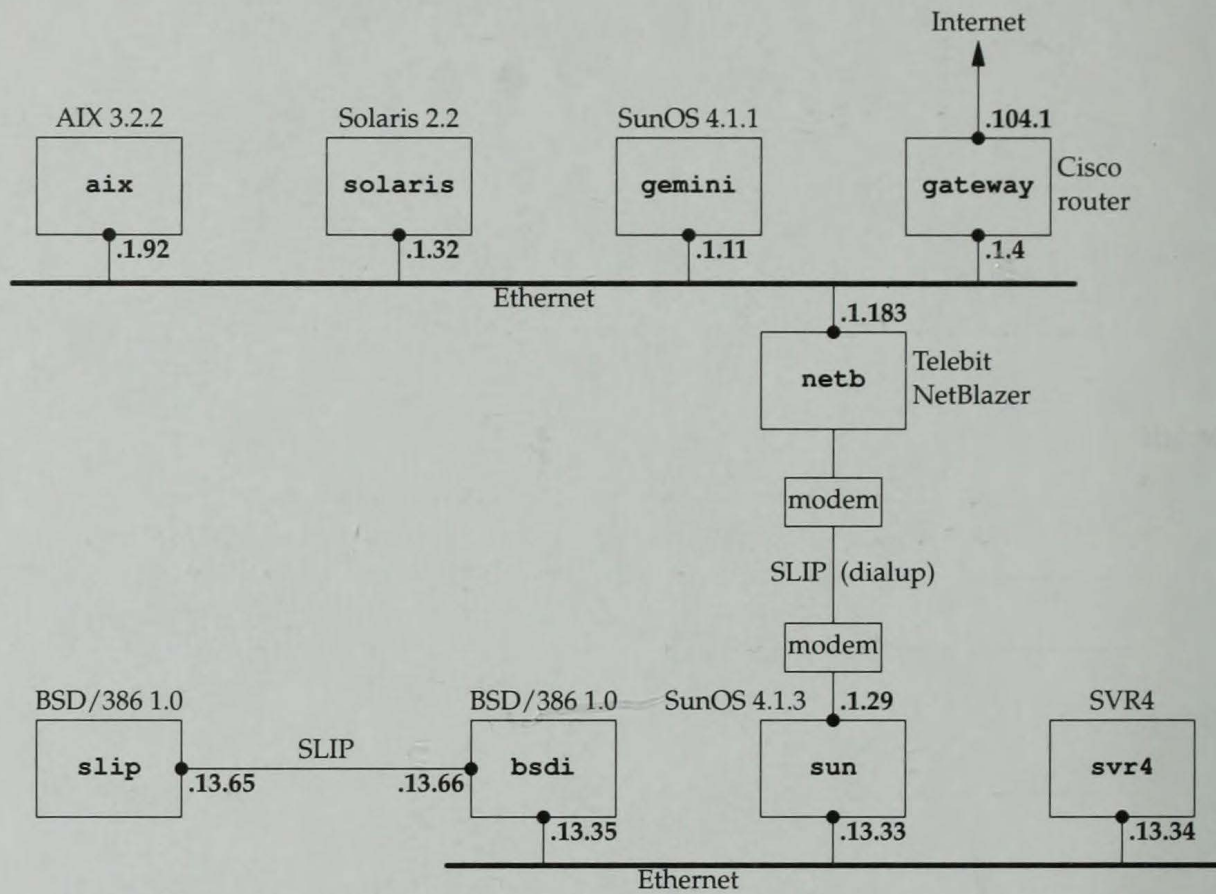 Internet
AIX 3.2.2
Solaris 2.2
SunOS 4.1.1
.104.1
aix
solaris
gemini
gateway
Cisco
router
.1.92
.1.32
.1.11
.1.4
Ethernet
.1.183
netb
Telebit
NetBlazer
modem
SLIP (dialup)
modem
BSD/386 1.0
BSD/386 1.0
SunOS 4.1.3
.1.29
SVR4
slip
SLIP
bsdi
sun
svr4
.13.65
.13.66
.13.35
.13.33
.13.34
Ethernet